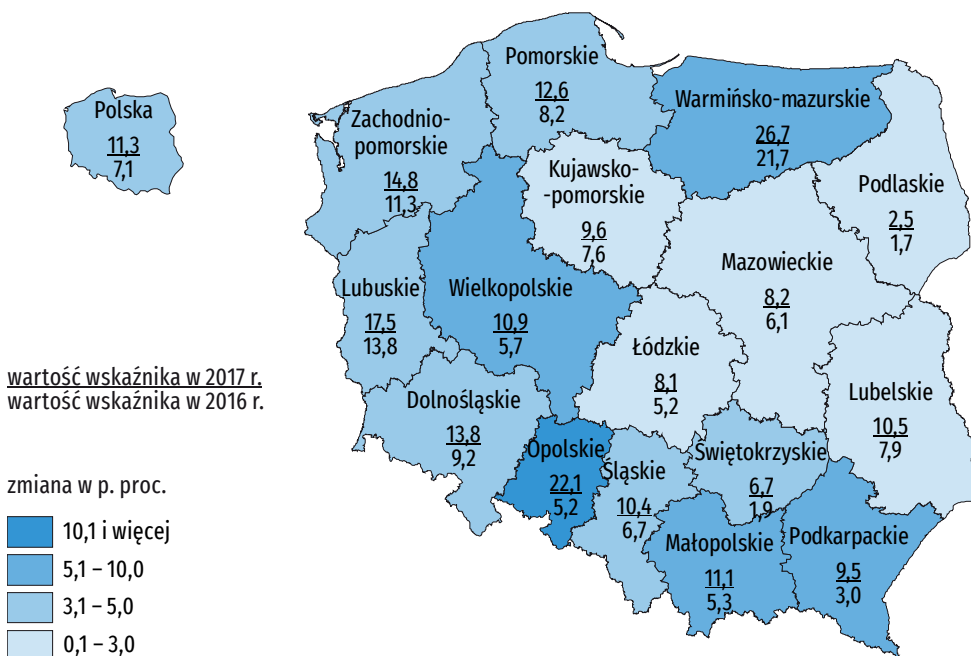 Polska
11,3
7,1
Pomorskie
12,6
8,2
Warmińsko-mazurskie
26,7
21,7
Zachodnio-
pomorskie
14,8
11,3
Kujawsko-
-pomorskie
9,6
7,6
Podlaskie
2,5
1,7
Mazowieckie
8,2
6,1
Lubuskie
17,5
13,8
Wielkopolskie
10,9
5,7
Łódzkie
8,1
5,2
Lubelskie
10,5
7,9
Dolnośląskie
13,8
9,2
Opolskie
22,1
5,2
Śląskie
10,4
6,7
Świętokrzyskie
6,7
1,9
Małopolskie
11,1
5,3
Podkarpackie
9,5
3,0
wartość wskaźnika w 2017 r.
wartość wskaźnika w 2016 r.
zmiana w p. proc.
10,1 i więcej
5,1 – 10,0
3,1 – 5,0
0,1 – 3,0